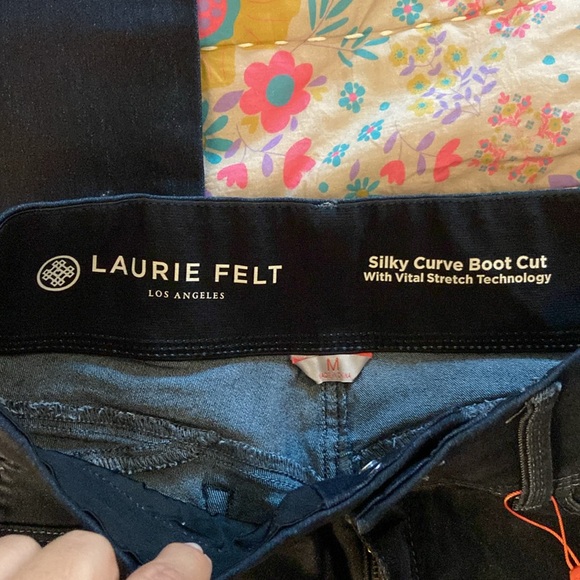 LAURIE FELT
LOS ANGELES
Silky Curve Boot Cut
With Vital Stretch Technology
M